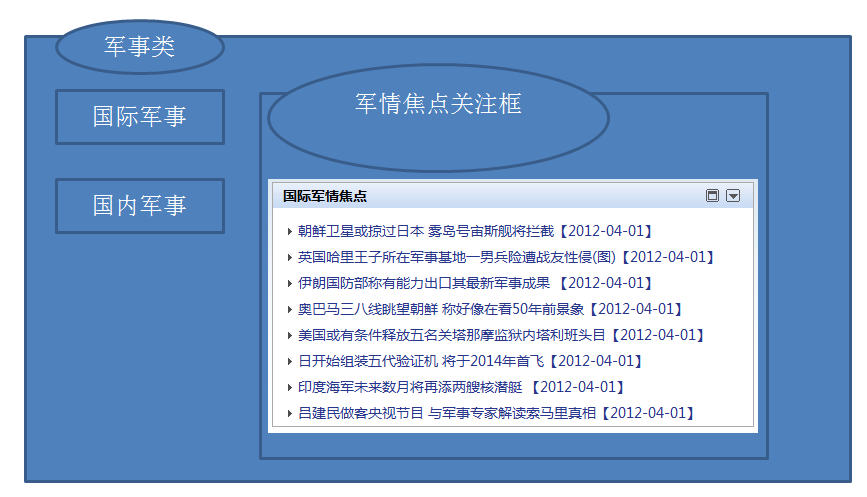 军事类
国际军事
国内军事
军情焦点关注框
国际军情焦点
朝鲜卫星或掠过日本 雾岛号宙斯舰将拦截【2012-04-01】
英国哈里王子所在军事基地一男兵险遭战友性侵(图)【2012-04-01】
伊朗国防部称有能力出口其最新军事成果 【2012-04-01】
奥巴马三八线眺望朝鲜 称好像在看50年前景象【2012-04-01】
美国或有条件释放五名关塔那摩监狱内塔利班头目【2012-04-01】
日开始组装五代验证机 将于2014年首飞【2012-04-01】
印度海军未来数月将再添两艘核潜艇 【2012-04-01】
吕建民做客央视节目 与军事专家解读索马里真相【2012-04-01】